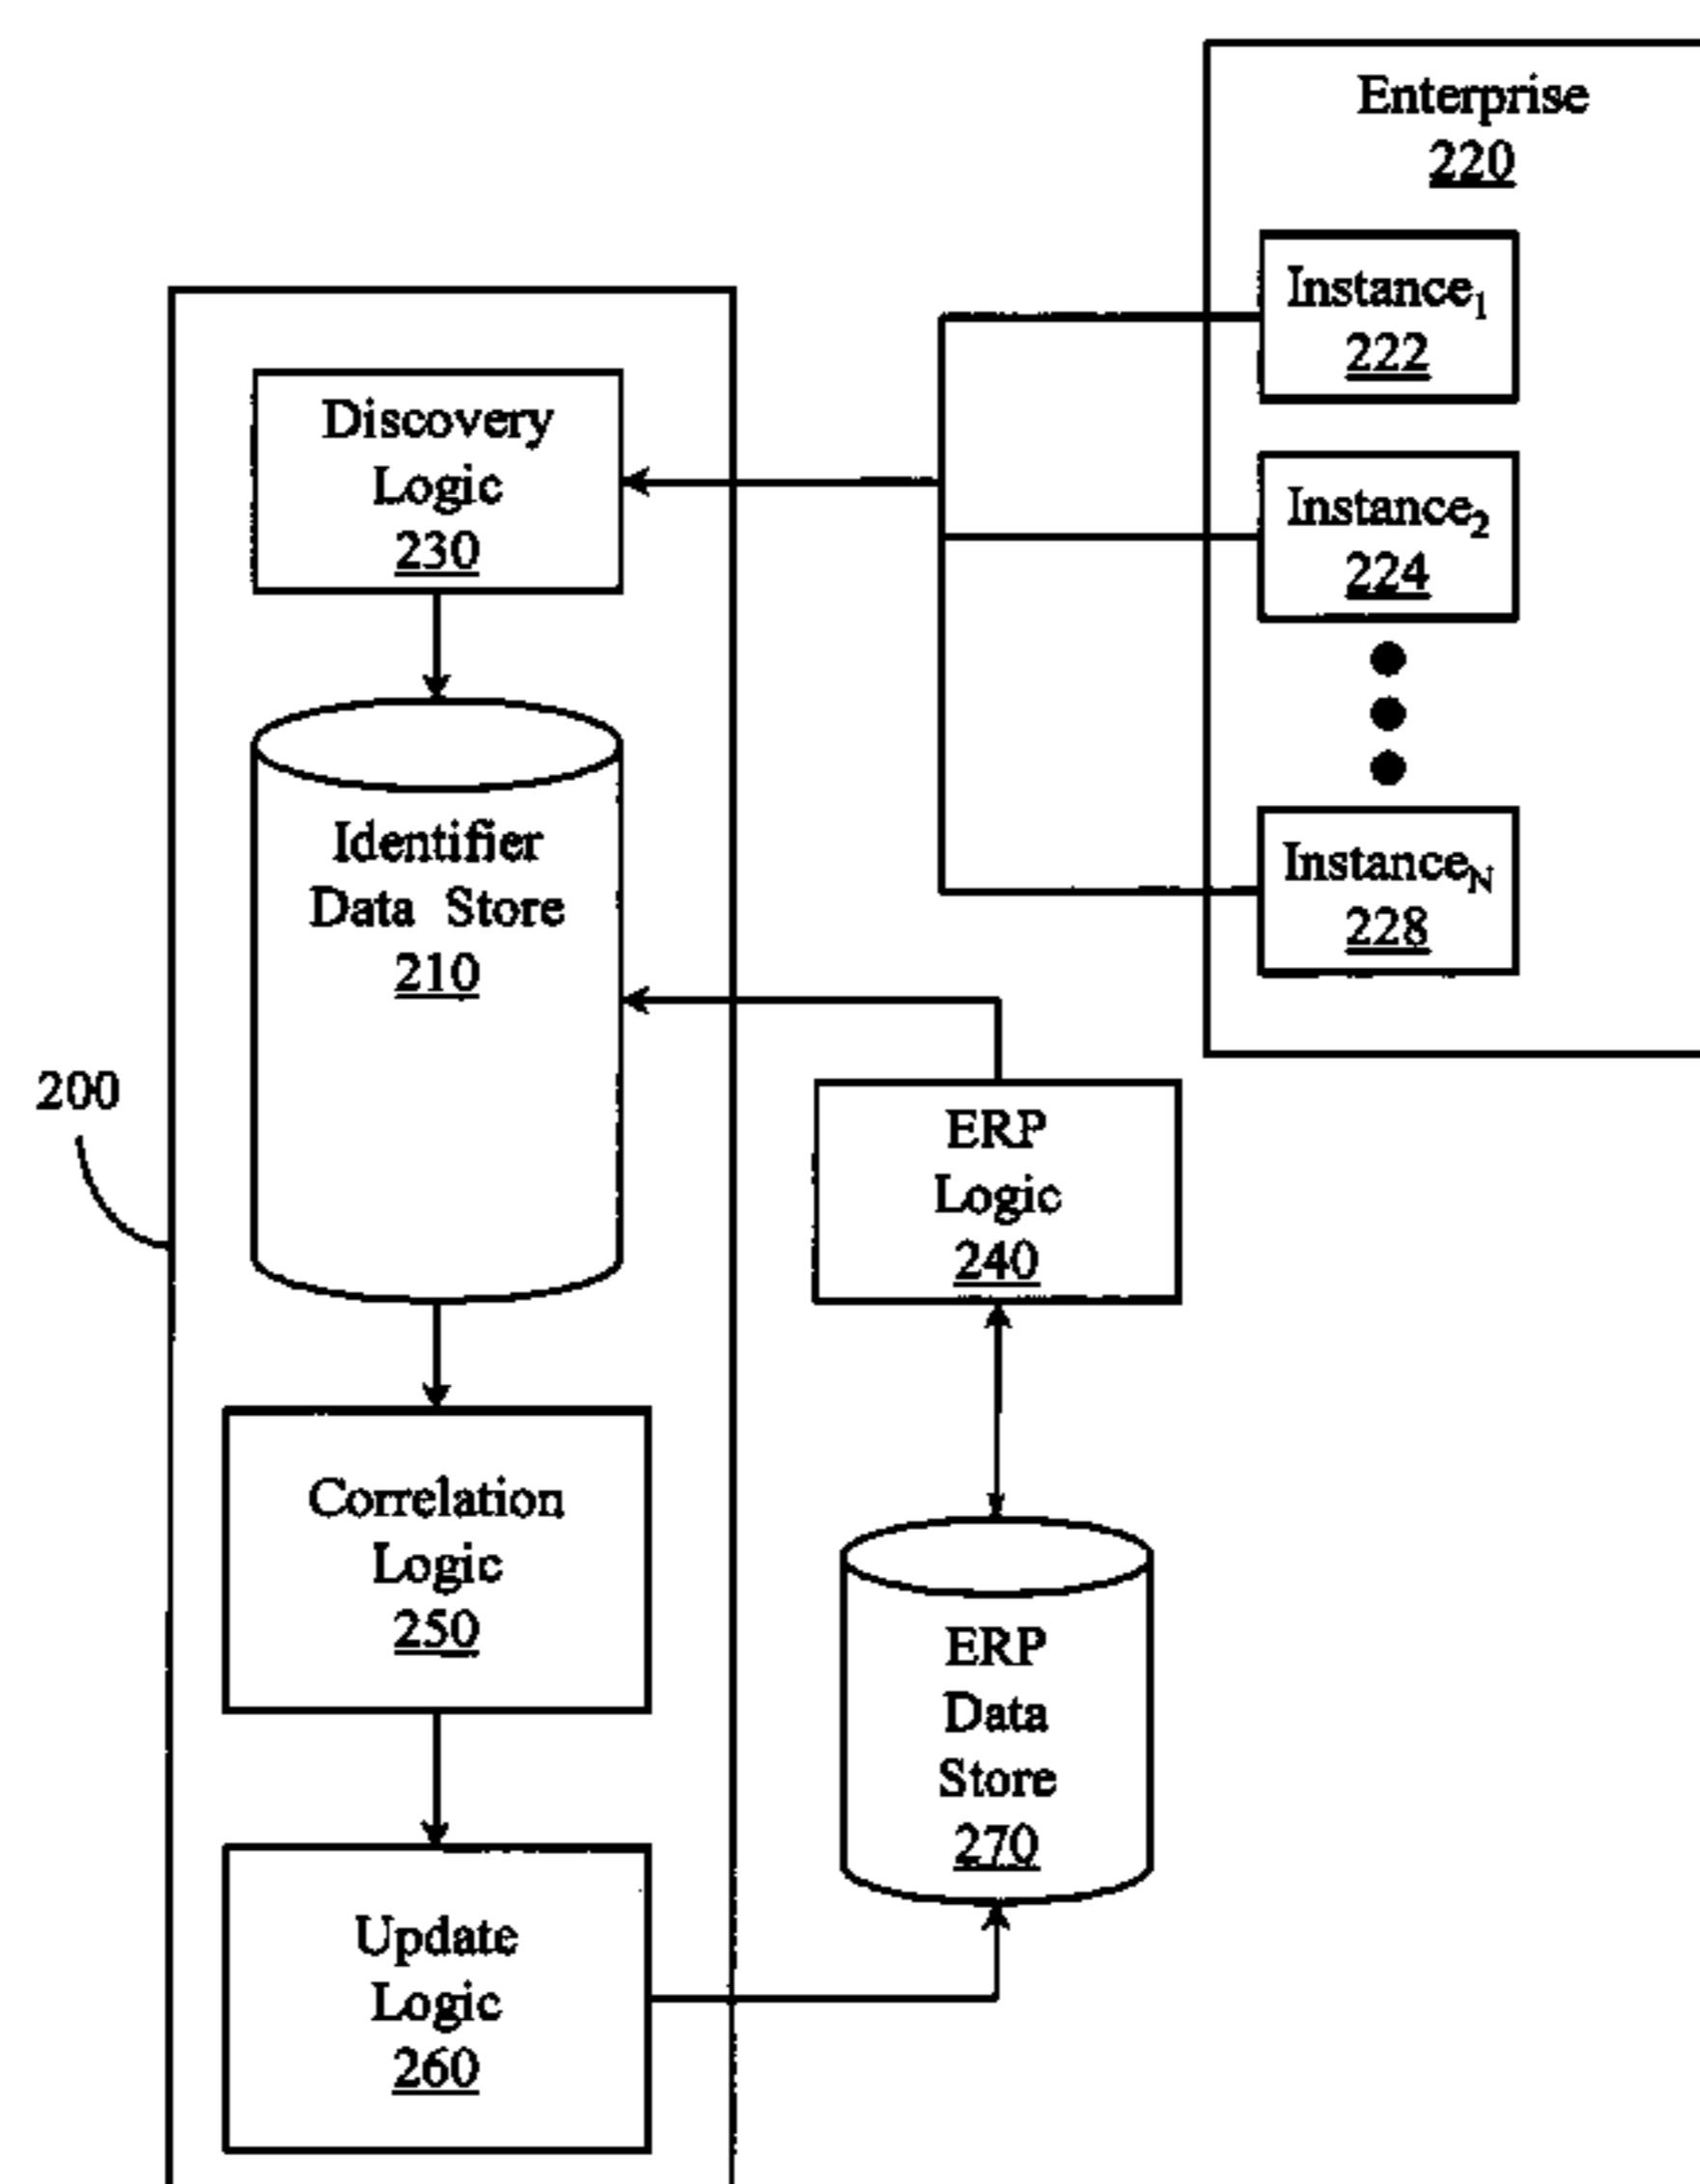 Enterprise
220
Instance1
222
Discovery
Logic
230
Instance2
224
Identifier
Data Store
210
InstanceN
228
200
ERP
Logic
240
Correlation
Logic
250
ERP
Data
Store
270
Update
Logic
260